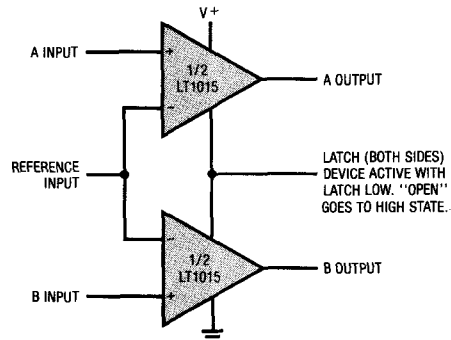 V+
A INPUT
+
1/2
LT1015
−
A OUTPUT
REFERENCE
INPUT
LATCH (BOTH SIDES)
DEVICE ACTIVE WITH
LATCH LOW. "OPEN"
GOES TO HIGH STATE.
−
1/2
LT1015
B OUTPUT
B INPUT
+